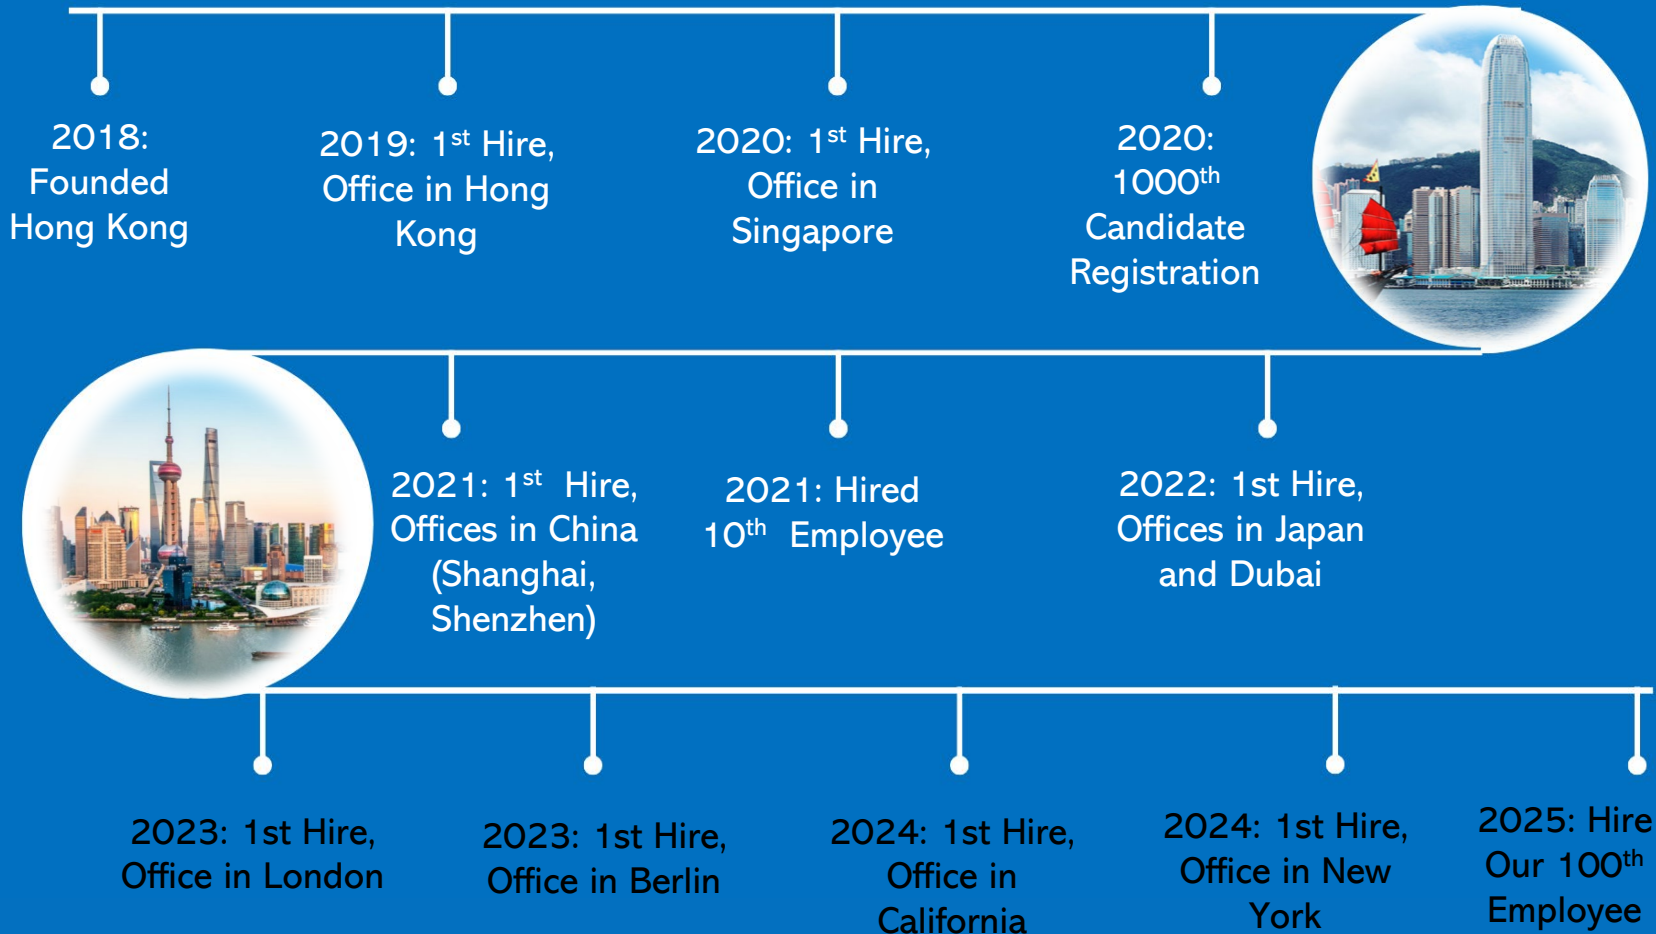 2018:
Founded
Hong Kong
2019: 1st Hire,
Office in Hong
Kong
2020: 1st Hire,
Office in
Singapore
2020:
1000th
Candidate
Registration
2021: 1st  Hire,
Offices in China
(Shanghai,
Shenzhen)
2021: Hired
10th  Employee
2022: 1st Hire,
Offices in Japan
and Dubai
2023: 1st Hire,
Office in London
2023: 1st Hire,
Office in Berlin
2024: 1st Hire,
Office in
California
2024: 1st Hire,
Office in New
York
2025: Hire
Our 100th
Employee